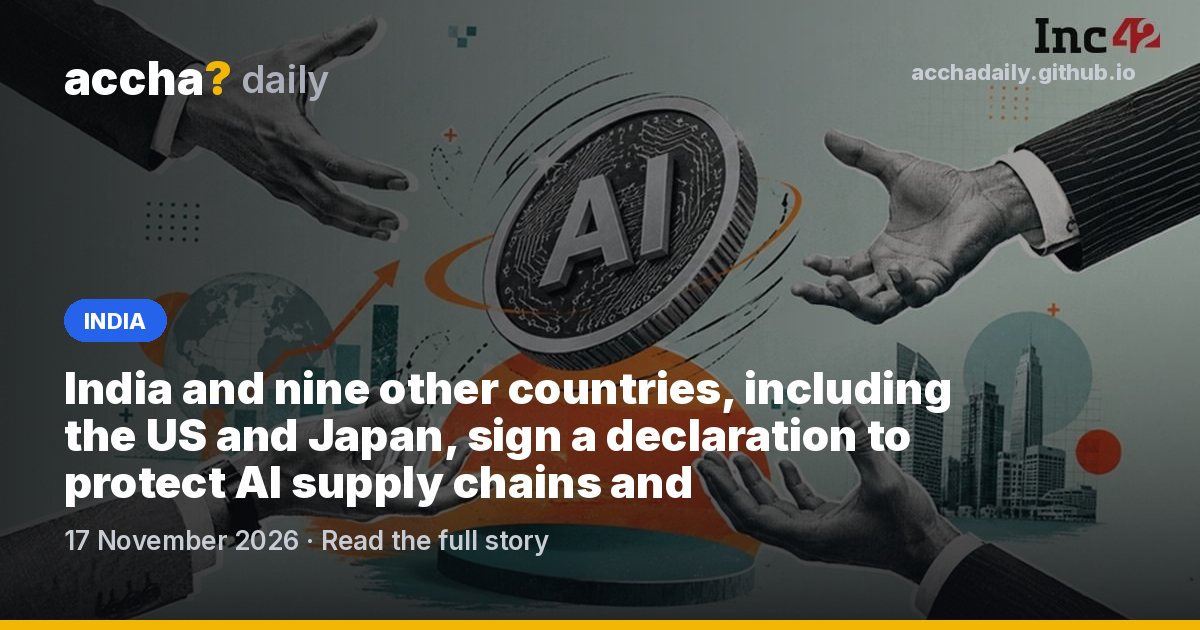 Inc42
accha? daily
acchadaily.github.io
AI
INDIA
India and nine other countries, including
the US and Japan, sign a declaration to
protect AI supply chains and
17 November 2026 · Read the full story